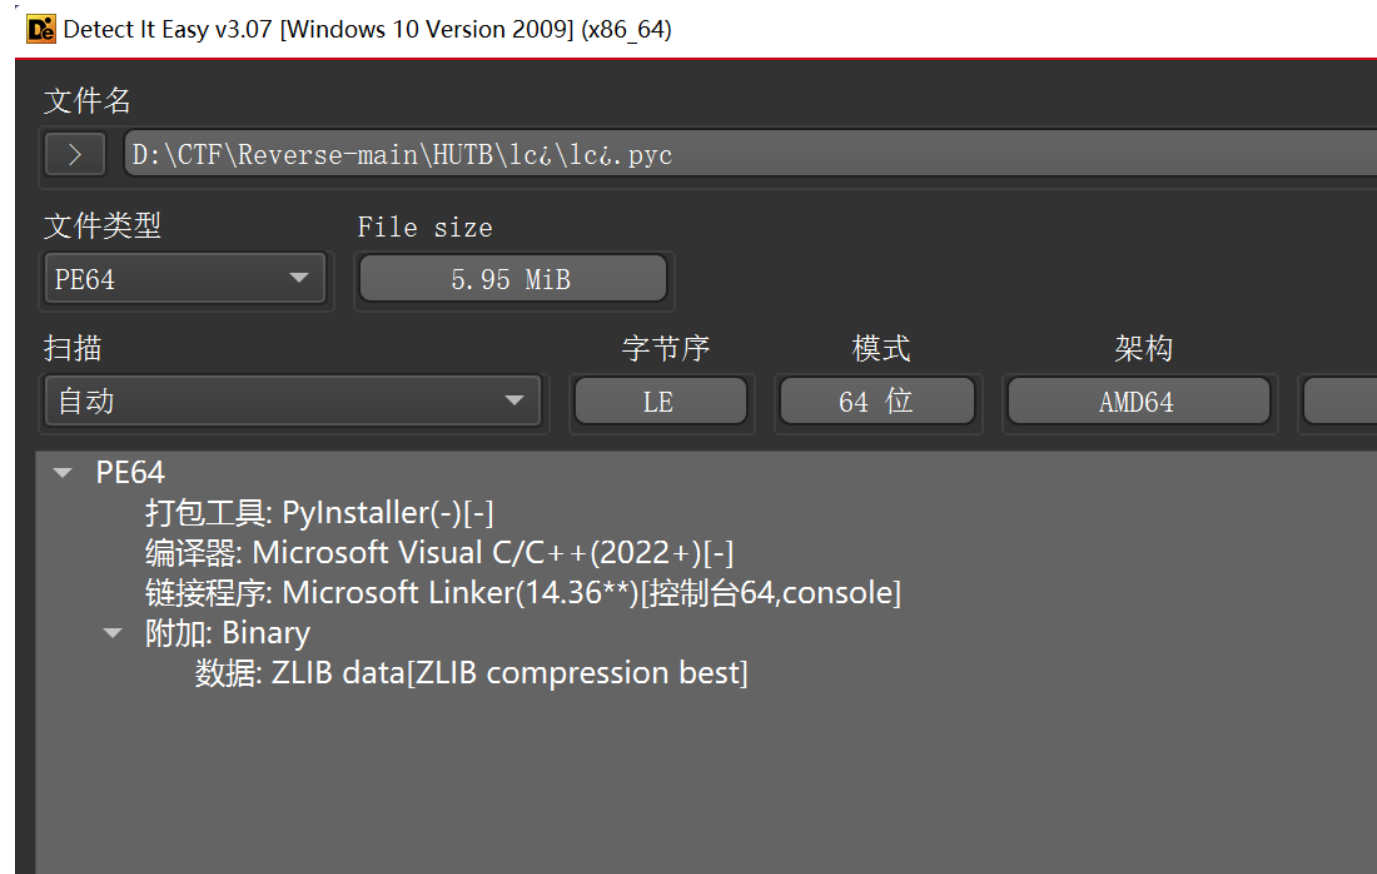 Detect It Easy v3.07 [Windows 10 Version 2009] (x86_64)
文件名
> D:\CTF\Reverse-main\HUTB\lc¿\lc¿.pyc
文件类型 File size
PE64 5.95 MiB
扫描 字节序 模式 架构
自动 LE 64 位 AMD64
PE64
打包工具: PyInstaller(-)[-]
编译器: Microsoft Visual C/C++(2022+)[-]
链接程序: Microsoft Linker(14.36**)[控制台64,console]
附加: Binary
数据: ZLIB data[ZLIB compression best]